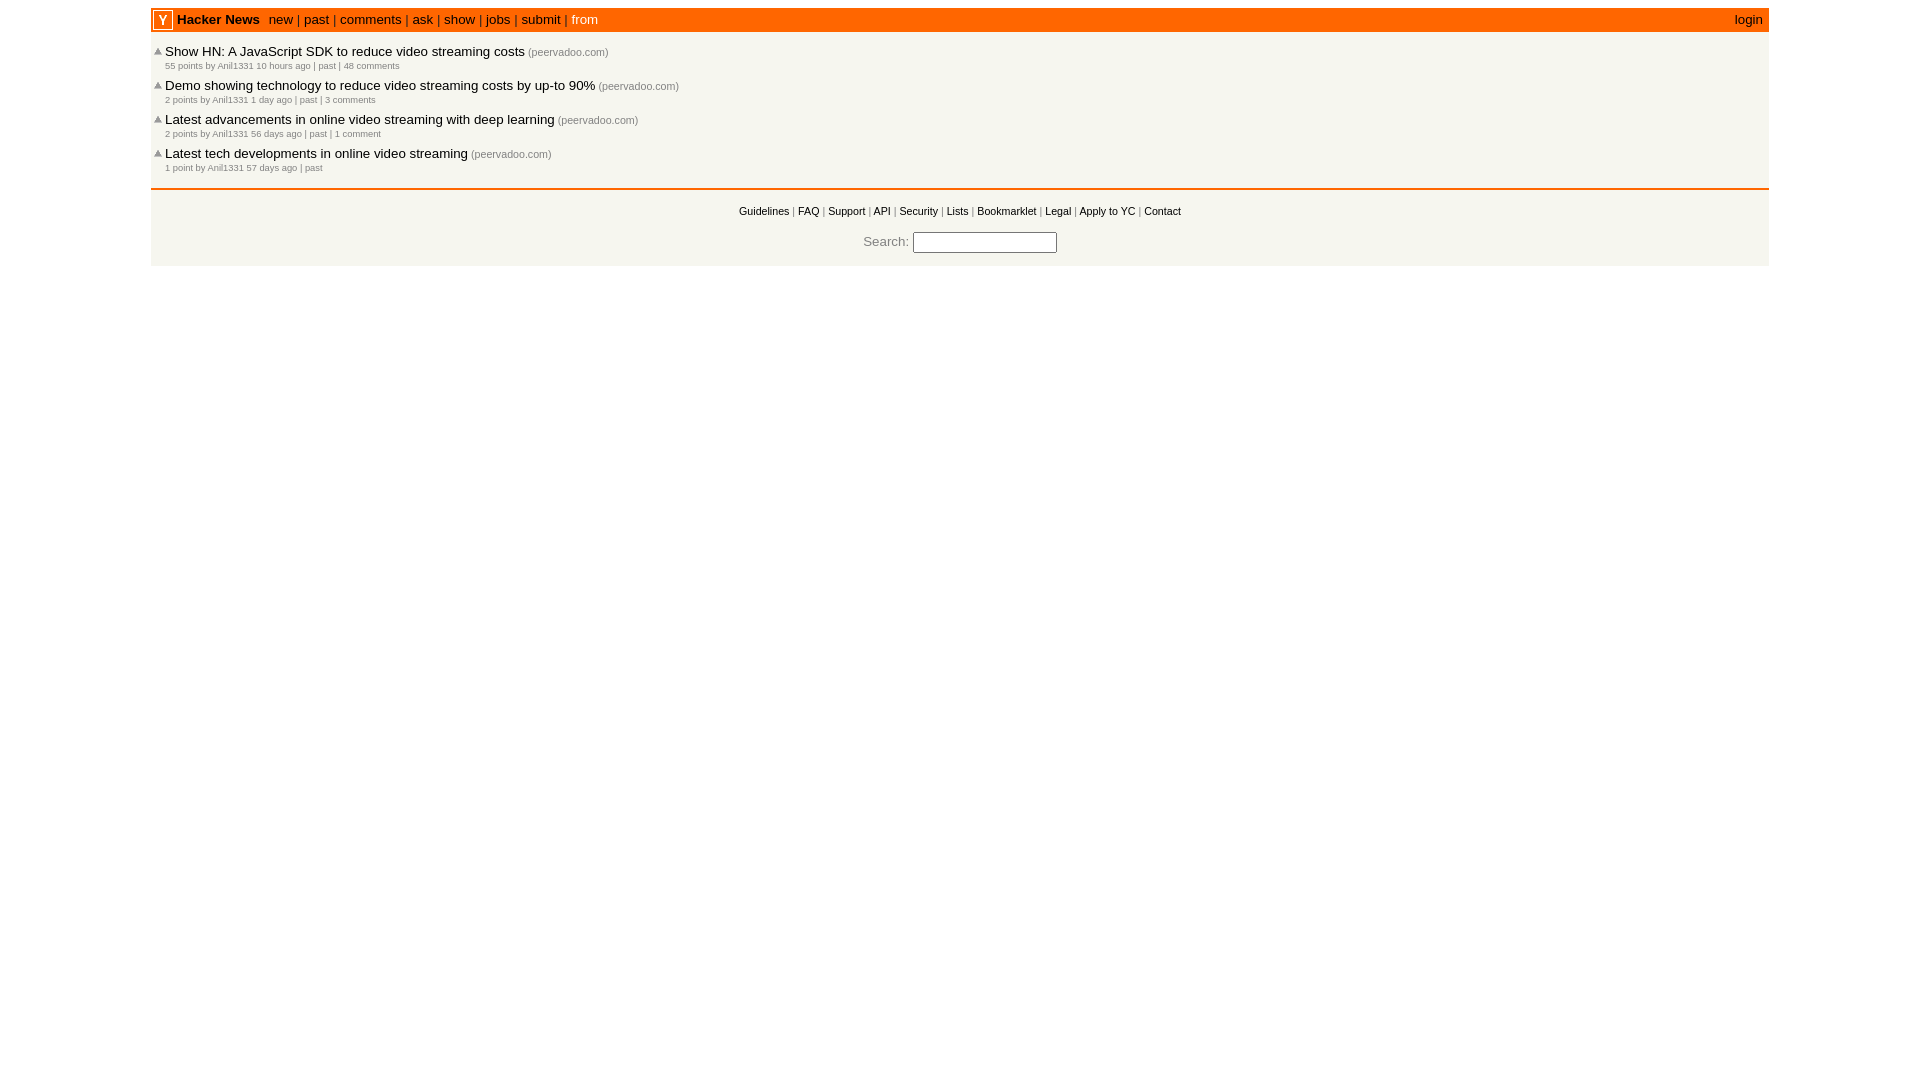 Y Hacker News new | past | comments | ask | show | jobs | submit | from login
Show HN: A JavaScript SDK to reduce video streaming costs (peervadoo.com)
55 points by Anil1331 10 hours ago | past | 48 comments
Demo showing technology to reduce video streaming costs by up-to 90% (peervadoo.com)
2 points by Anil1331 1 day ago | past | 3 comments
Latest advancements in online video streaming with deep learning (peervadoo.com)
2 points by Anil1331 56 days ago | past | 1 comment
Latest tech developments in online video streaming (peervadoo.com)
1 point by Anil1331 57 days ago | past
Guidelines | FAQ | Support | API | Security | Lists | Bookmarklet | Legal | Apply to YC | Contact
Search: